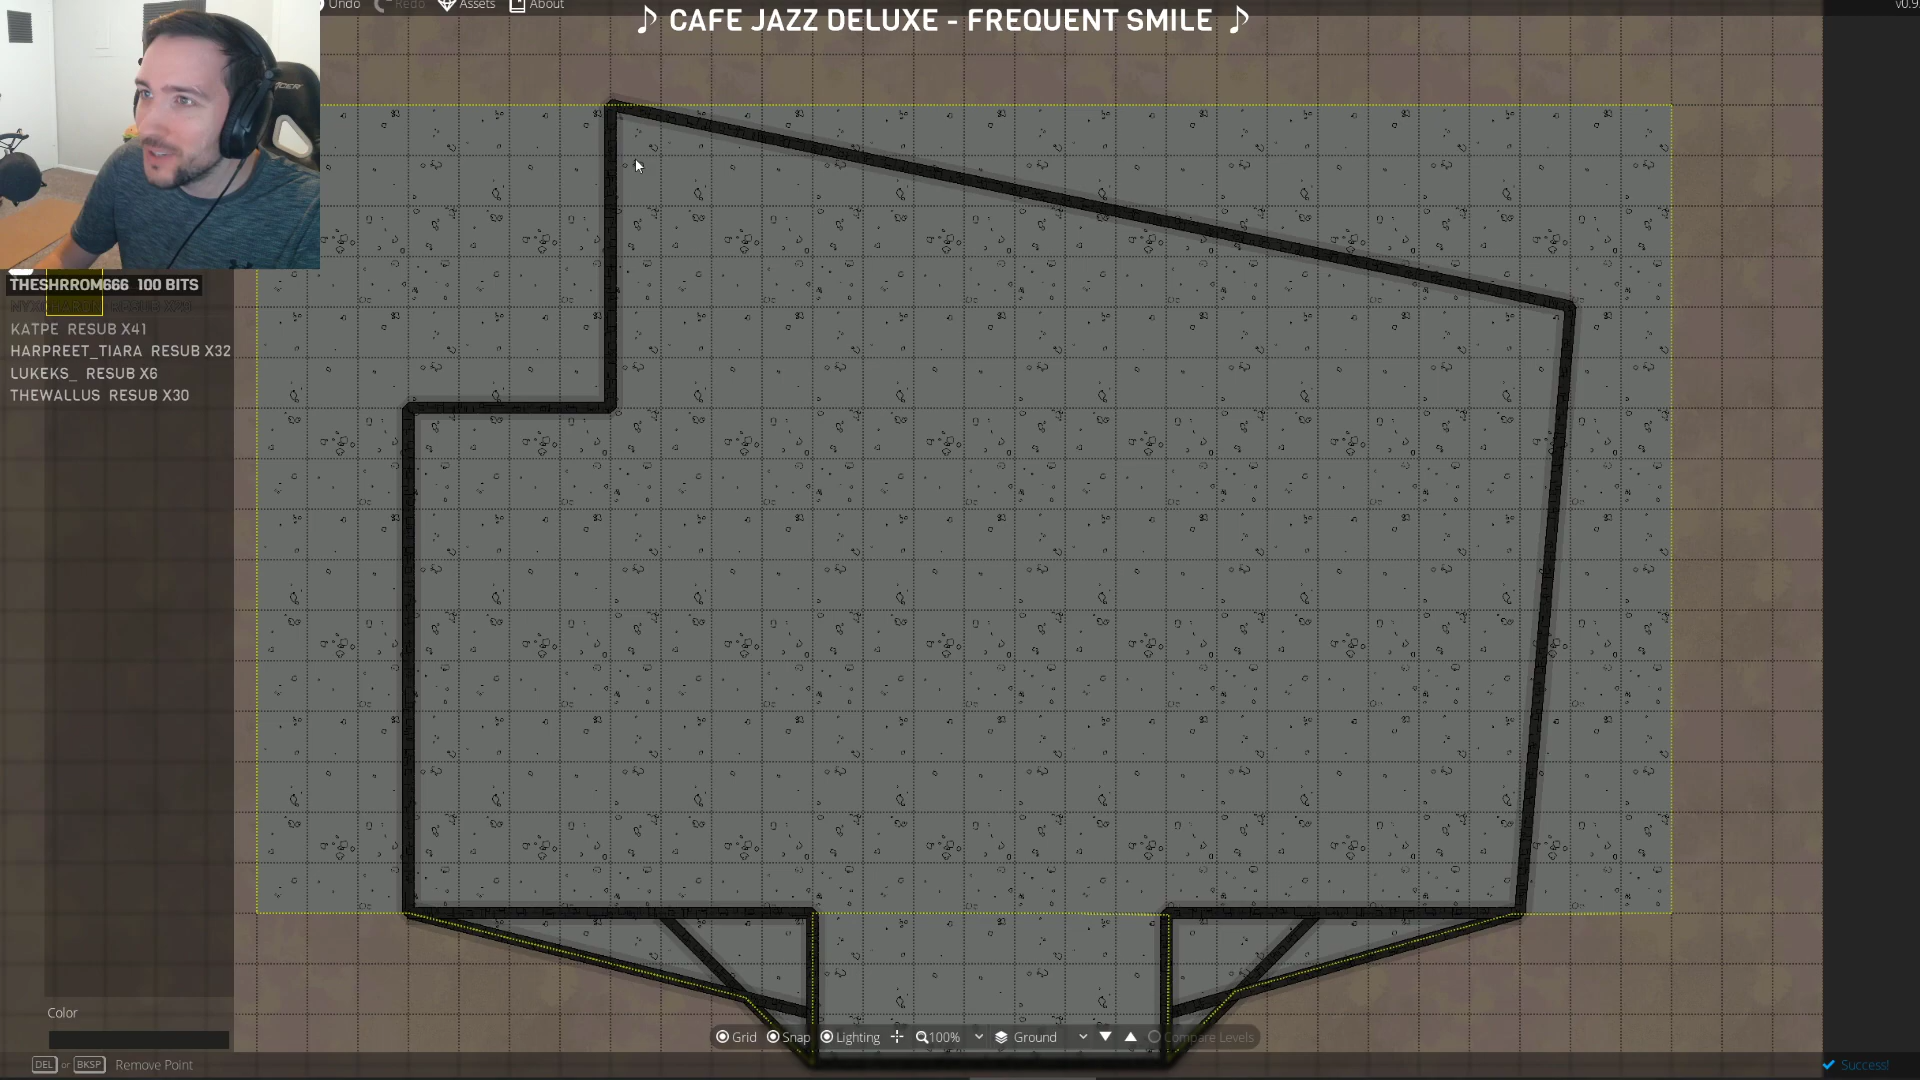 Undo Redo Assets About
v0.9
♪ CAFE JAZZ DELUXE - FREQUENT SMILE ♪
THESHRROM666 100 BITS
KATPE RESUB X41
HARPREET_TIARA RESUB X32
LUKEKS_ RESUB X6
THEWALLUS RESUB X30
Color
Grid Snap Lighting 100% Ground Compare Levels
DEL or BKSP Remove Point
Success!